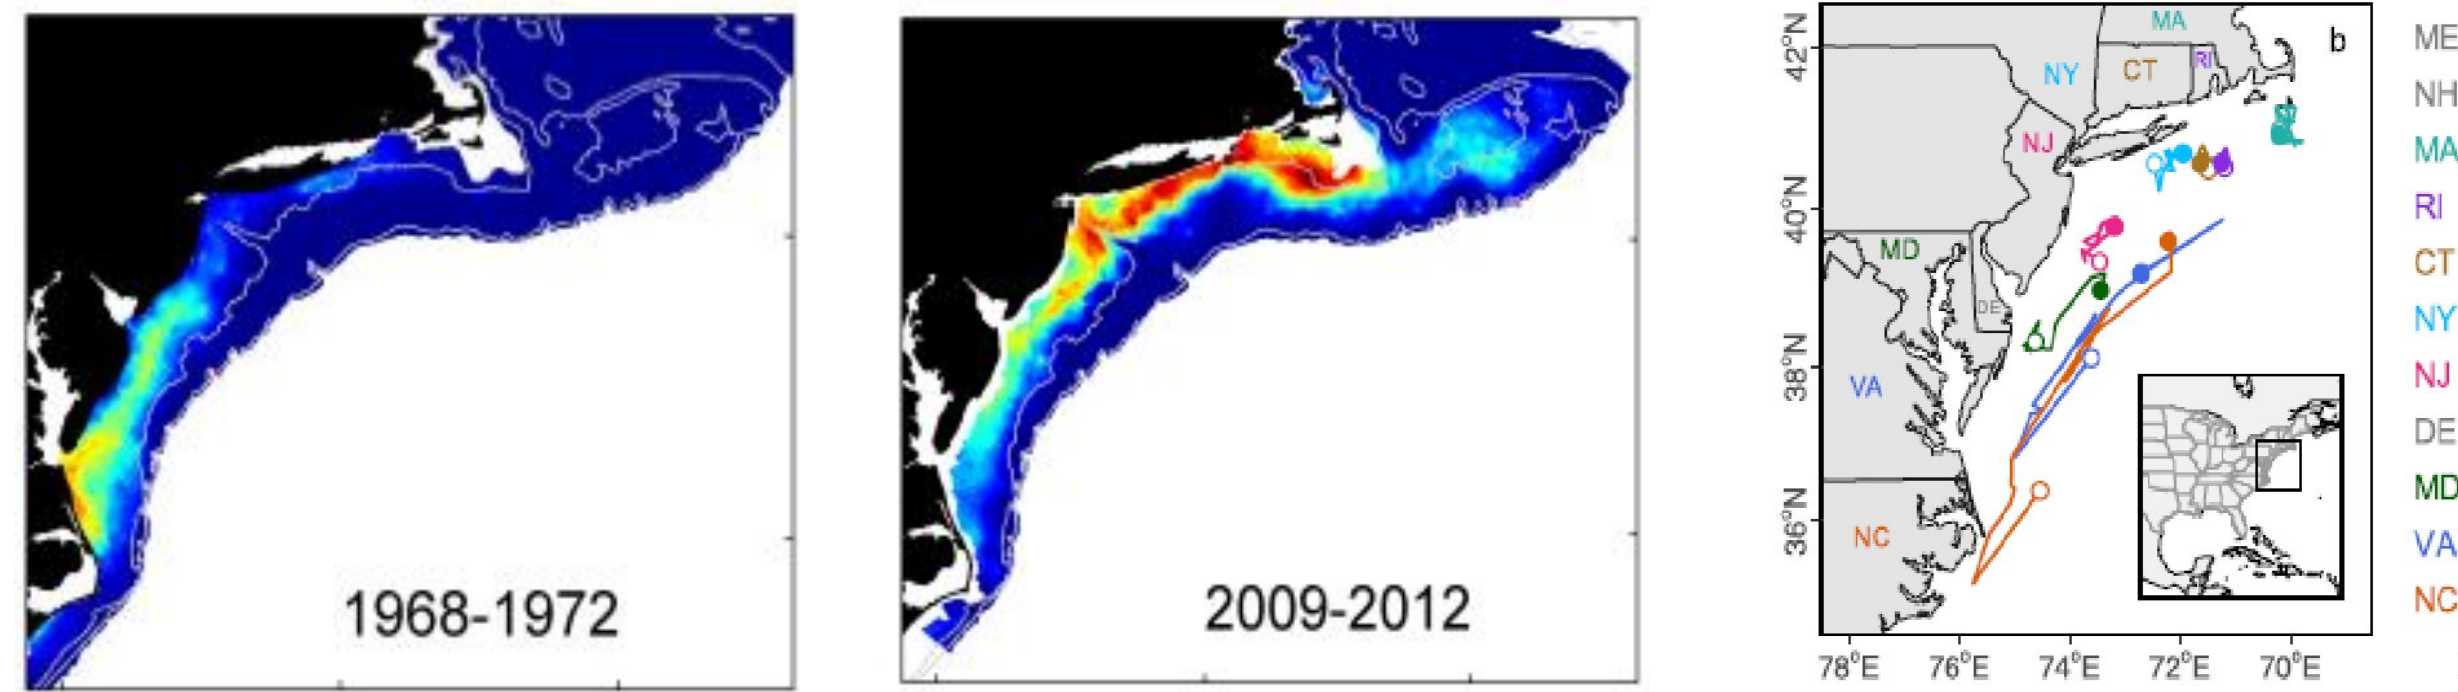 1968-1972
2009-2012
b
42°N
40°N
38°N
36°N
78°W
76°E
74°E
72°E
70°E
MA
NY
CT
RI
NJ
MD
DE
VA
NC
ME
NH
MA
RI
CT
NY
NJ
DE
MD
VA
NC